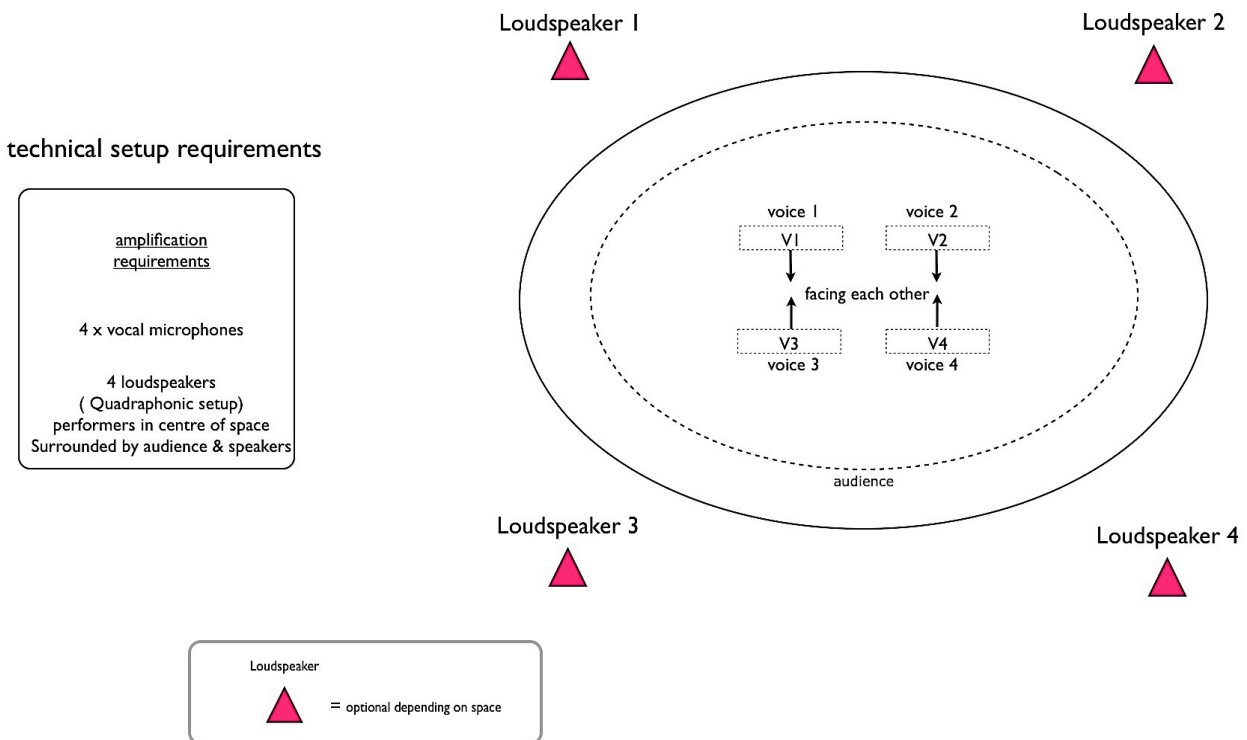 Loudspeaker 1
Loudspeaker 2
technical setup requirements
amplification
requirements
4 x vocal microphones
4 loudspeakers
( Quadraphonic setup)
performers in centre of space
Surrounded by audience & speakers
voice 1
voice 2
V1
V2
facing each other
V3
V4
voice 3
voice 4
audience
Loudspeaker 3
Loudspeaker 4
Loudspeaker
= optional depending on space